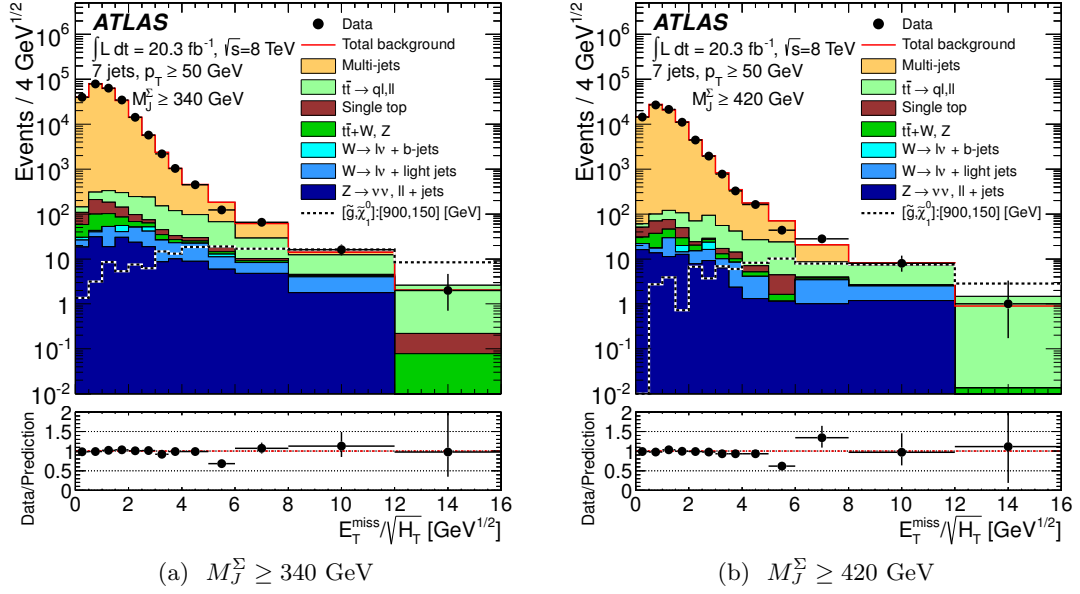 ATLAS
∫L dt = 20.3 fb⁻¹, √s=8 TeV
7 jets, p_T ≥ 50 GeV
M_J^Σ ≥ 340 GeV
Data
Total background
Multi-jets
tt̄ → ql,ll
Single top
tt̄+W, Z
W→ lν + b-jets
W→ lν + light jets
Z→ νν, ll + jets
[g̃,χ̃₁⁰]:[900,150] [GeV]
Events / 4 GeV^{1/2}
10⁶
10⁵
10⁴
10³
10²
10
1
10⁻¹
10⁻²
Data/Prediction
2
1.5
1
0.5
0
0 2 4 6 8 10 12 14 16
E_T^miss/√H_T [GeV^{1/2}]
(a) M_J^Σ ≥ 340 GeV
ATLAS
∫L dt = 20.3 fb⁻¹, √s=8 TeV
7 jets, p_T ≥ 50 GeV
M_J^Σ ≥ 420 GeV
Data
Total background
Multi-jets
tt̄ → ql,ll
Single top
tt̄+W, Z
W→ lν + b-jets
W→ lν + light jets
Z→ νν, ll + jets
[g̃,χ̃₁⁰]:[900,150] [GeV]
Events / 4 GeV^{1/2}
10⁶
10⁵
10⁴
10³
10²
10
1
10⁻¹
10⁻²
Data/Prediction
2
1.5
1
0.5
0
0 2 4 6 8 10 12 14 16
E_T^miss/√H_T [GeV^{1/2}]
(b) M_J^Σ ≥ 420 GeV